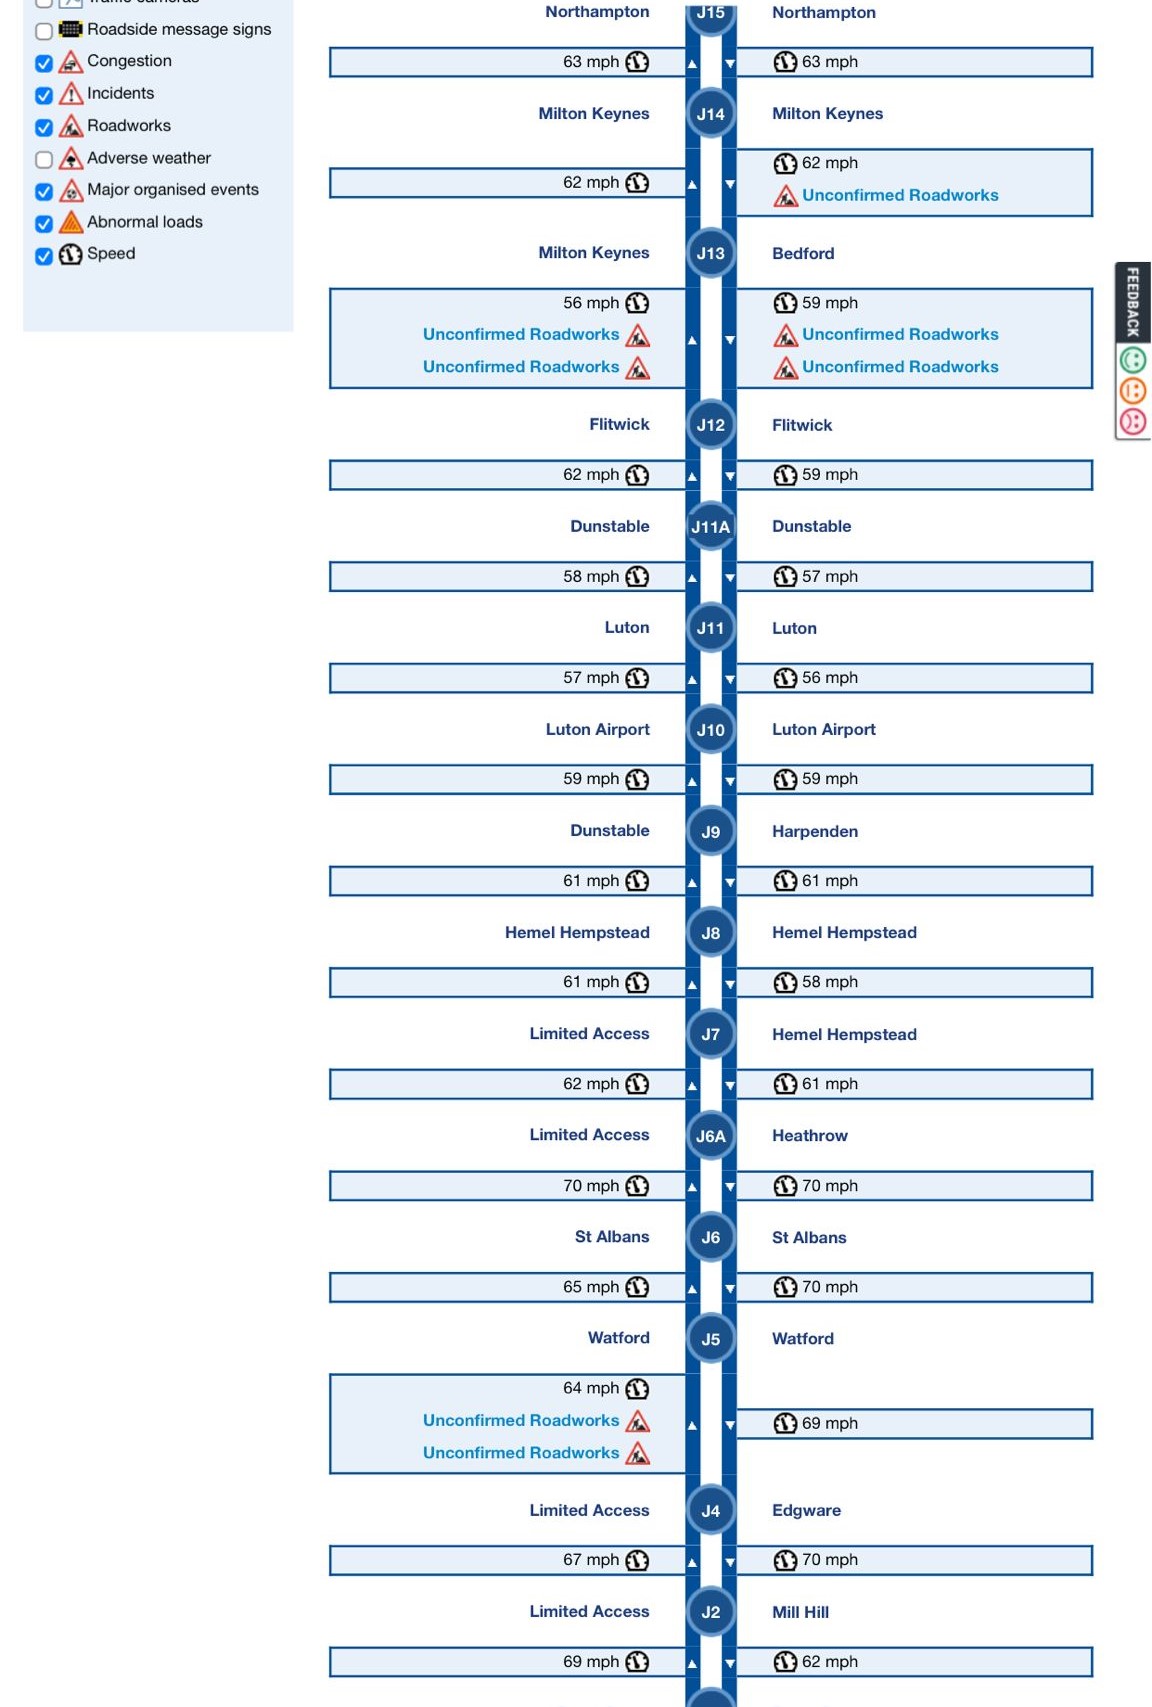 Traffic cameras
Roadside message signs
Congestion
Incidents
Roadworks
Adverse weather
Major organised events
Abnormal loads
Speed
Northampton J15 Northampton
63 mph 63 mph
Milton Keynes J14 Milton Keynes
62 mph
62 mph
Unconfirmed Roadworks
Milton Keynes J13 Bedford
56 mph 59 mph
Unconfirmed Roadworks Unconfirmed Roadworks
Unconfirmed Roadworks Unconfirmed Roadworks
Flitwick J12 Flitwick
62 mph 59 mph
Dunstable J11A Dunstable
58 mph 57 mph
Luton J11 Luton
57 mph 56 mph
Luton Airport J10 Luton Airport
59 mph 59 mph
Dunstable J9 Harpenden
61 mph 61 mph
Hemel Hempstead J8 Hemel Hempstead
61 mph 58 mph
Limited Access J7 Hemel Hempstead
62 mph 61 mph
Limited Access J6A Heathrow
70 mph 70 mph
St Albans J6 St Albans
65 mph 70 mph
Watford J5 Watford
64 mph
Unconfirmed Roadworks
Unconfirmed Roadworks
69 mph
Limited Access J4 Edgware
67 mph 70 mph
Limited Access J2 Mill Hill
69 mph 62 mph
FEEDBACK